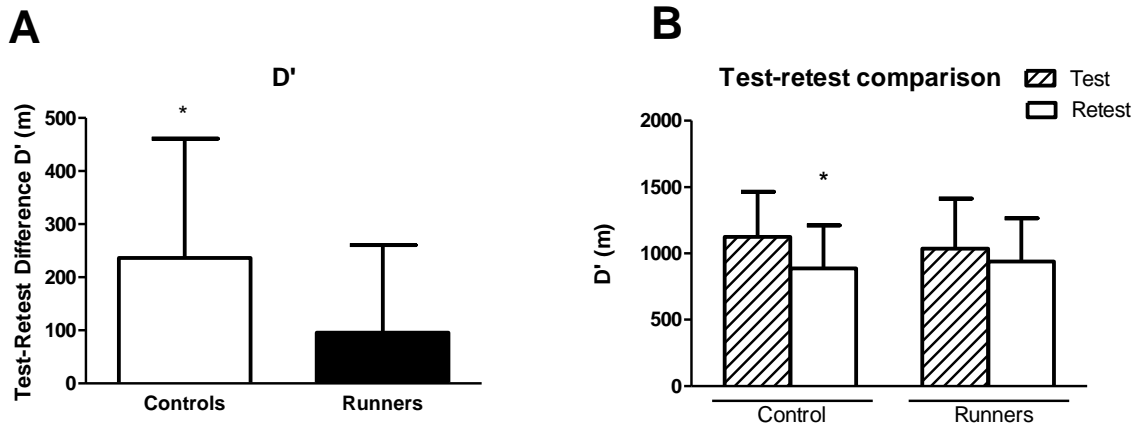 A
D'
Test-Retest Difference D' (m)
500
400
300
200
100
0
*
Controls
Runners
B
Test-retest comparison
Test
Retest
D' (m)
2000
1500
1000
500
0
*
Control
Runners